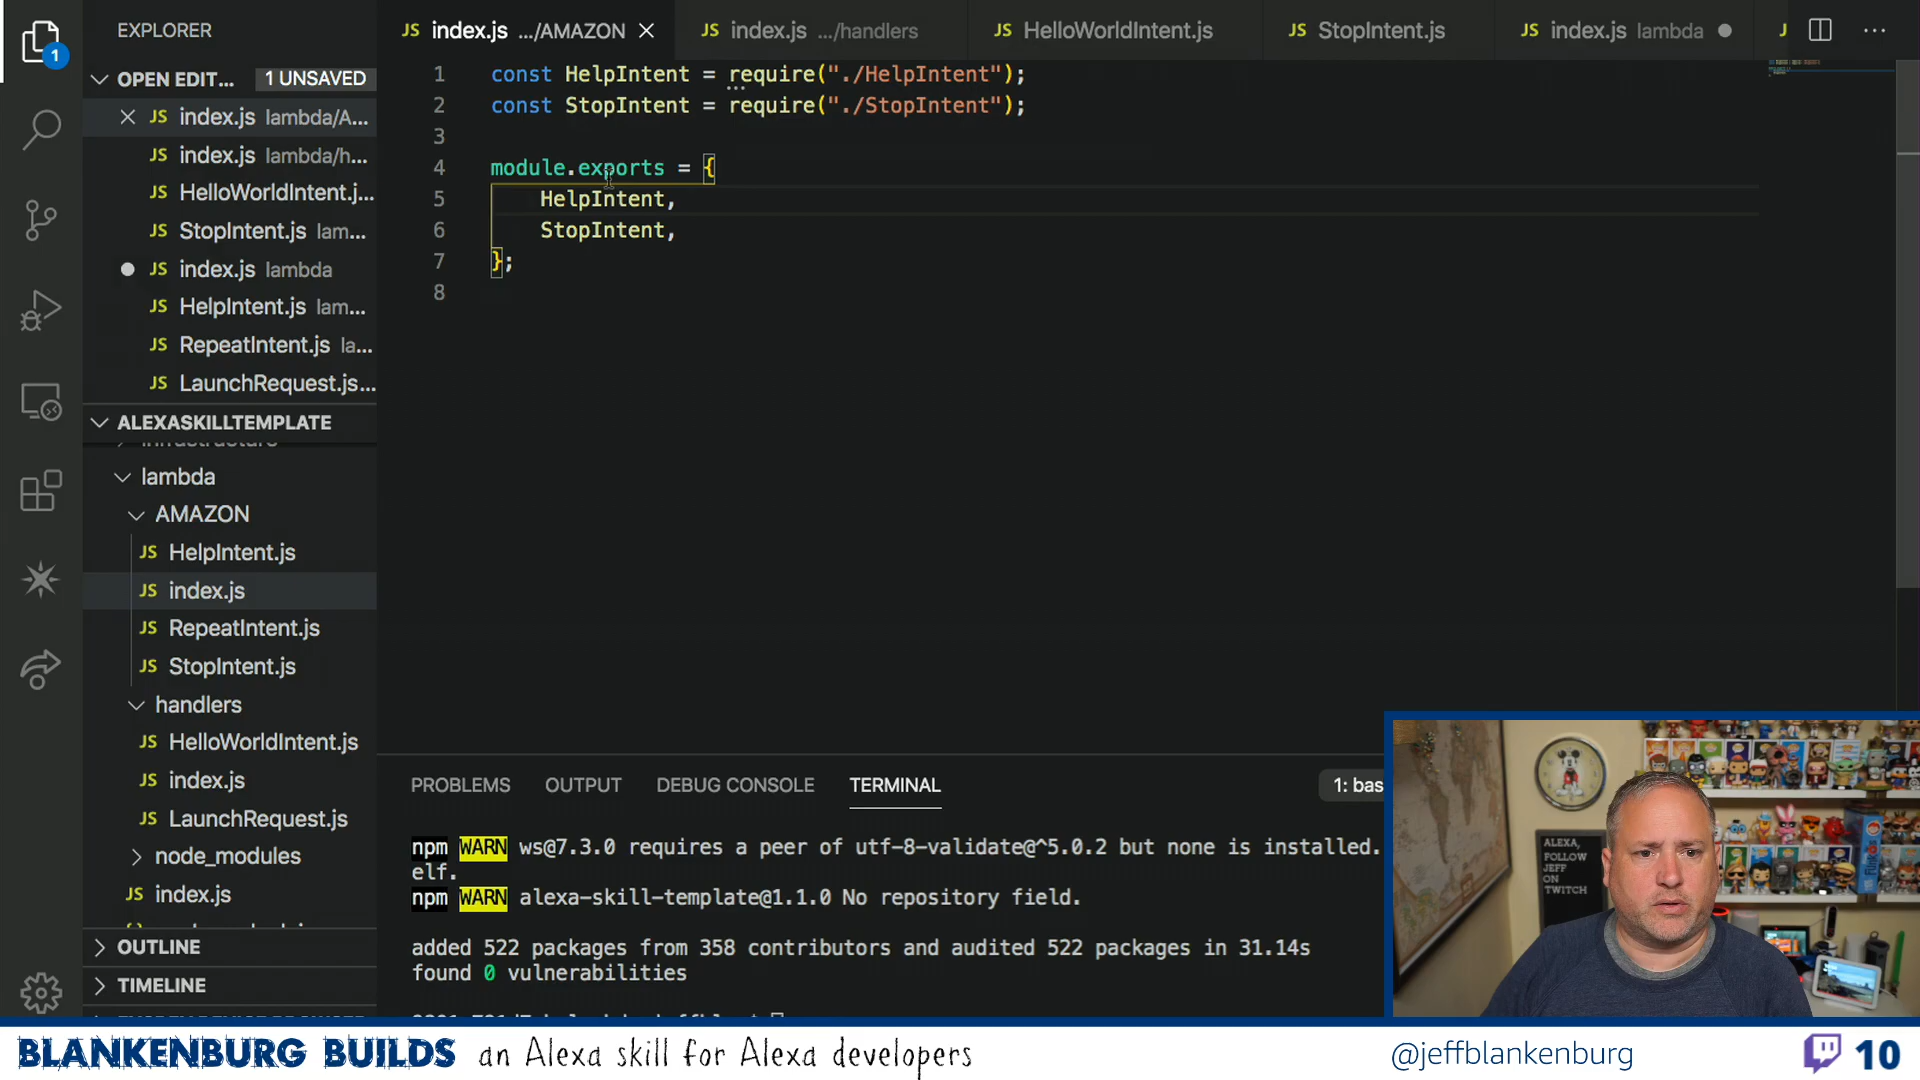 EXPLORER
OPEN EDIT... 1 UNSAVED
JS index.js lambda/A...
JS index.js lambda/h...
JS HelloWorldIntent.j...
JS StopIntent.js lam...
JS index.js lambda
JS HelpIntent.js lam...
JS RepeatIntent.js la...
JS LaunchRequest.js...
ALEXASKILLTEMPLATE
infrastructure
lambda
AMAZON
JS HelpIntent.js
JS index.js
JS RepeatIntent.js
JS StopIntent.js
handlers
JS HelloWorldIntent.js
JS index.js
JS LaunchRequest.js
node_modules
JS index.js
OUTLINE
TIMELINE
1
JS index.js .../AMAZON
JS index.js .../handlers
JS HelloWorldIntent.js
JS StopIntent.js
JS index.js lambda
1 const HelpIntent = require("./HelpIntent");
2 const StopIntent = require("./StopIntent");
3
4 module.exports = {
5 HelpIntent,
6 StopIntent,
7 };
8
PROBLEMS OUTPUT DEBUG CONSOLE TERMINAL 1: bas
npm WARN ws@7.3.0 requires a peer of utf-8-validate@^5.0.2 but none is installed.
elf.
npm WARN alexa-skill-template@1.1.0 No repository field.
added 522 packages from 358 contributors and audited 522 packages in 31.14s
found 0 vulnerabilities
ALEXA,
FOLLOW
JEFF
ON
TWITCH
BLANKENBURG BUILDS an Alexa skill for Alexa developers @jeffblankenburg 10